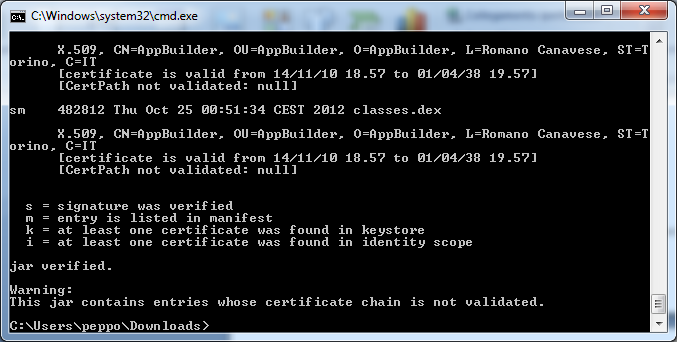 C:\Windows\system32\cmd.exe
X.509, CN=AppBuilder, OU=AppBuilder, O=AppBuilder, L=Romano Canavese, ST=T
orino, C=IT
[certificate is valid from 14/11/10 18.57 to 01/04/38 19.57]
[CertPath not validated: null]
sm 482812 Thu Oct 25 00:51:34 CEST 2012 classes.dex
X.509, CN=AppBuilder, OU=AppBuilder, O=AppBuilder, L=Romano Canavese, ST=T
orino, C=IT
[certificate is valid from 14/11/10 18.57 to 01/04/38 19.57]
[CertPath not validated: null]
s = signature was verified
m = entry is listed in manifest
k = at least one certificate was found in keystore
i = at least one certificate was found in identity scope
jar verified.
Warning:
This jar contains entries whose certificate chain is not validated.
C:\Users\peppo\Downloads>